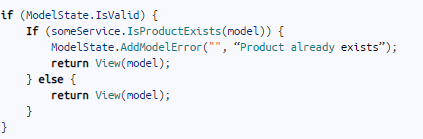 if (ModelState.IsValid) {
If (someService.IsProductExists(model)) {
ModelState.AddModelError("", “Product already exists”);
return View(model);
} else {
return View(model);
}
}